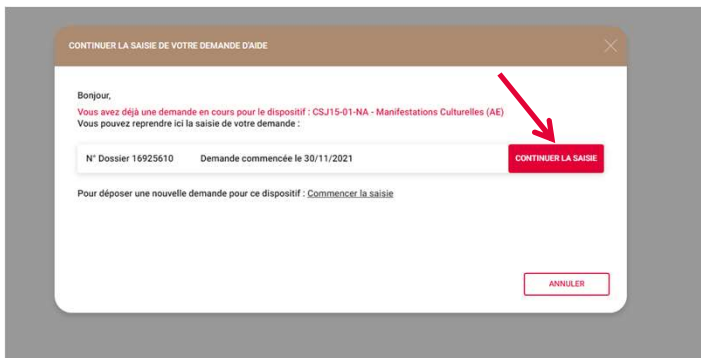 CONTINUER LA SAISIE DE VOTRE DEMANDE D'AIDE
Bonjour,
Vous avez déjà une demande en cours pour le dispositif : CSJ15-01-NA - Manifestations Culturelles (AE)
Vous pouvez reprendre ici la saisie de votre demande :
N° Dossier 16925610 Demande commencée le 30/11/2021 CONTINUER LA SAISIE
Pour déposer une nouvelle demande pour ce dispositif : Commencer la saisie
ANNULER